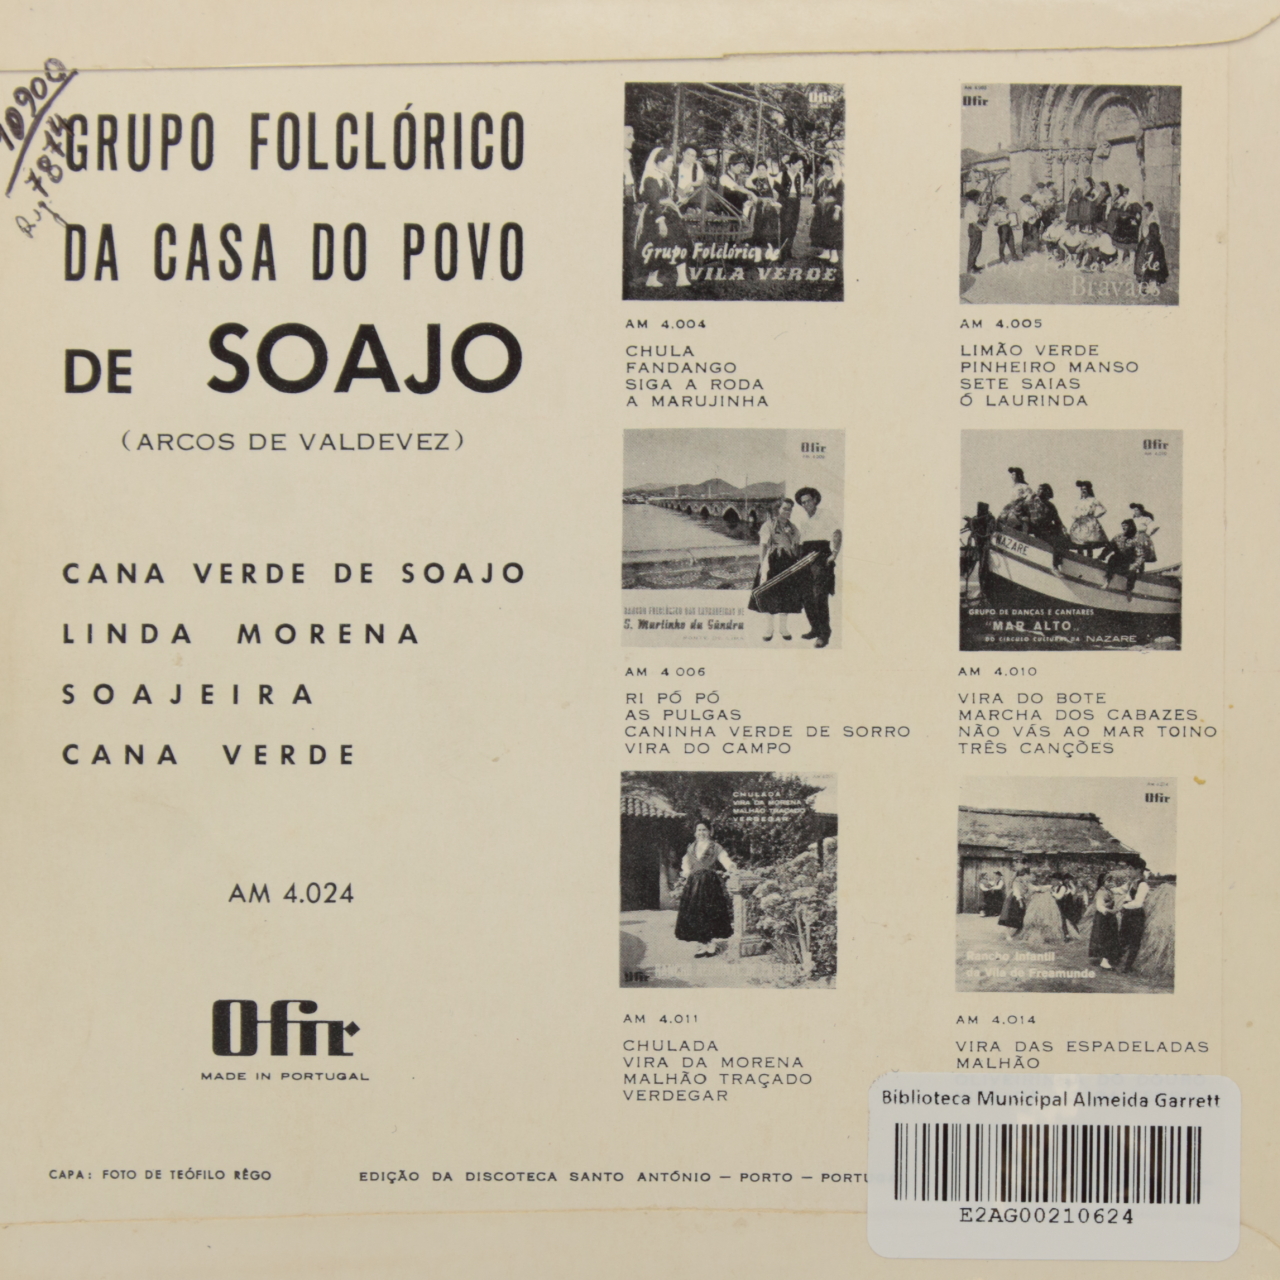 10900
Rg. 7874
GRUPO FOLCLÓRICO
DA CASA DO POVO
DE SOAJO
(ARCOS DE VALDEVEZ)
CANA VERDE DE SOAJO
LINDA MORENA
SOAJEIRA
CANA VERDE
AM 4.024
Ofir
MADE IN PORTUGAL
Ofir
Grupo Folclórico de
VILA VERDE
AM 4.004
CHULA
FANDANGO
SIGA A RODA
A MARUJINHA
Ofir
Bravães
AM 4.005
LIMÃO VERDE
PINHEIRO MANSO
SETE SAIAS
Ó LAURINDA
Ofir
S. Martinho da Gândra
AM 4 006
RI PÓ PÓ
AS PULGAS
CANINHA VERDE DE SORRO
VIRA DO CAMPO
Ofir
NAZARE
GRUPO DE DANÇAS E CANTARES
"MAR ALTO"
DO CIRCULO CULTURAL DA NAZARÉ
AM 4.010
VIRA DO BOTE
MARCHA DOS CABAZES
NÃO VÁS AO MAR TOINO
TRÊS CANÇÕES
CHULADA
VIRA DA MORENA
MALHÃO TRAÇADO
VERDEGAR
Ofir
AM 4.011
CHULADA
VIRA DA MORENA
MALHÃO TRAÇADO
VERDEGAR
Ofir
Rancho Infantil
da Vila de Freamunde
AM 4.014
VIRA DAS ESPADELADAS
MALHÃO
CAPA: FOTO DE TEÓFILO RÊGO
EDIÇÃO DA DISCOTECA SANTO ANTÓNIO — PORTO — PORTU
Biblioteca Municipal Almeida Garrett
E2AG00210624